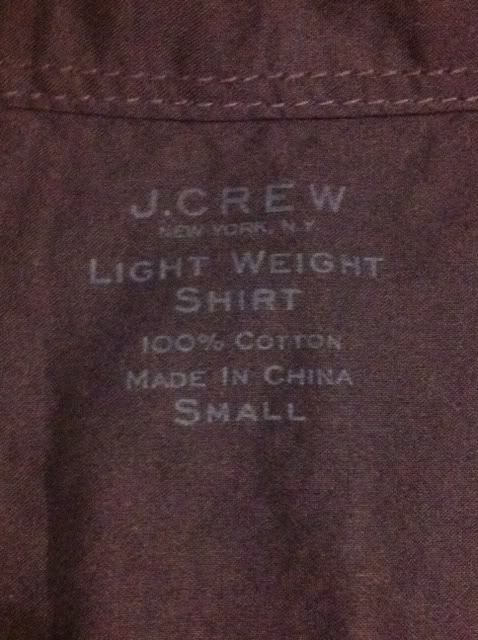 J.CREW
NEW YORK, N.Y.
LIGHT WEIGHT
SHIRT
100% COTTON
MADE IN CHINA
SMALL